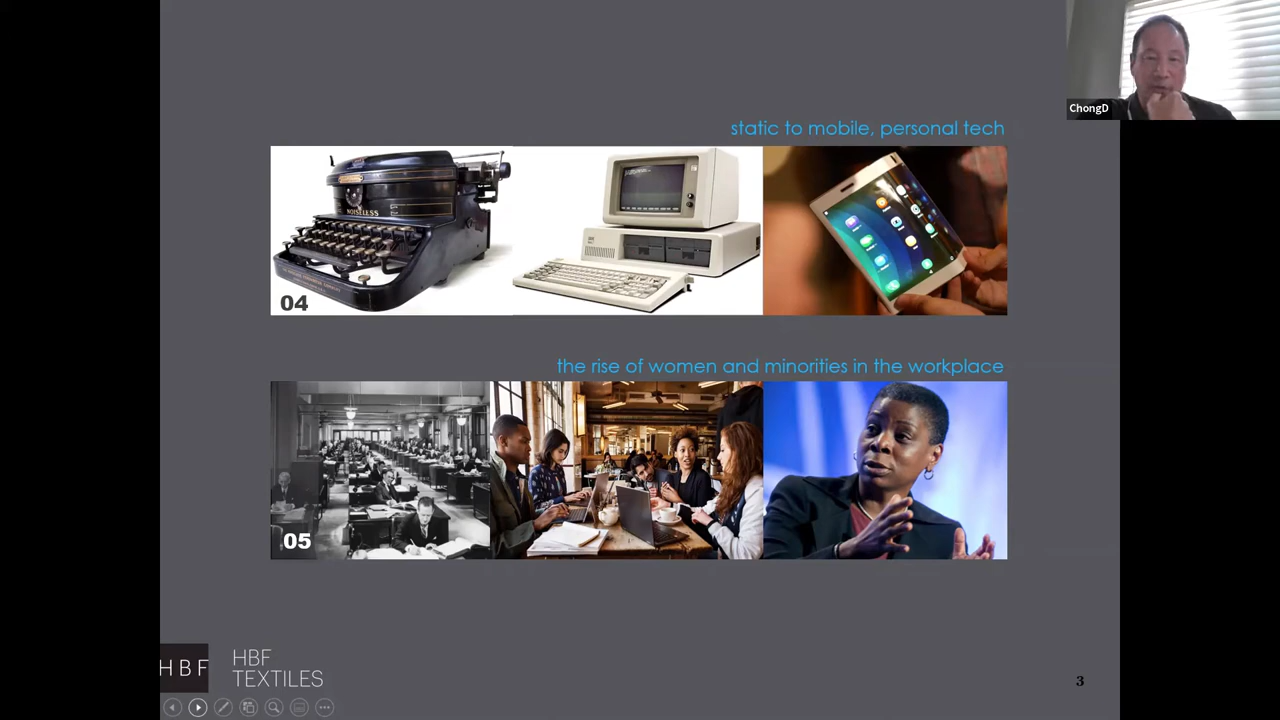 ChongD
static to mobile, personal tech
NOISELESS
04
the rise of women and minorities in the workplace
05
HBF
HBF
TEXTILES
3